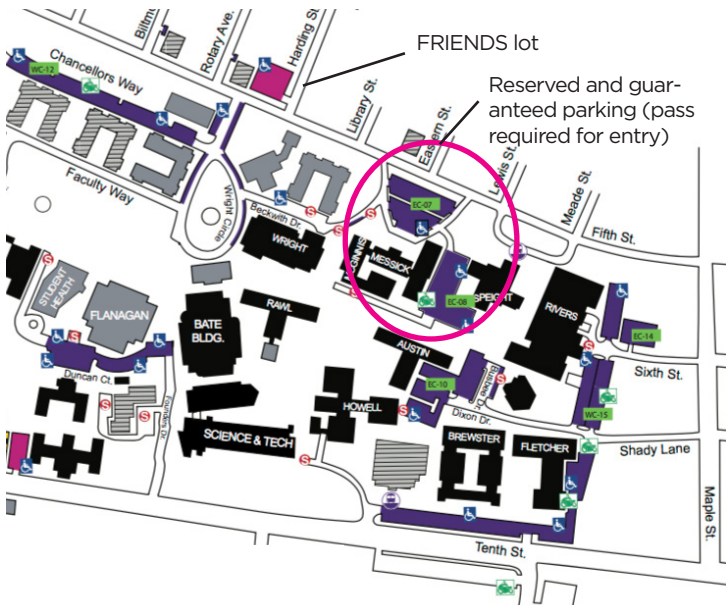 FRIENDS lot
Reserved and guar-
anteed parking (pass
required for entry)
Rotary Ave.
Harding St.
Chancellors Way
WC-12
Library St.
Eastern St.
Lewis St.
Meade St.
Fifth St.
Faculty Way
Wright Circle
Beckwith Dr.
EC-07
WRIGHT
MESSICK
EC-08
SPEIGHT
RIVERS
STUDENT
HEALTH
FLANAGAN
BATE
BLDG.
RAWL
AUSTIN
EC-14
Sixth St.
EC-10
Duncan Ct.
Founders Dr.
HOWELL
Dixon Dr.
WC-15
SCIENCE & TECH
BREWSTER
FLETCHER
Shady Lane
Maple St.
Tenth St.
S
S
S
S
S
S
S
S
S
S
S